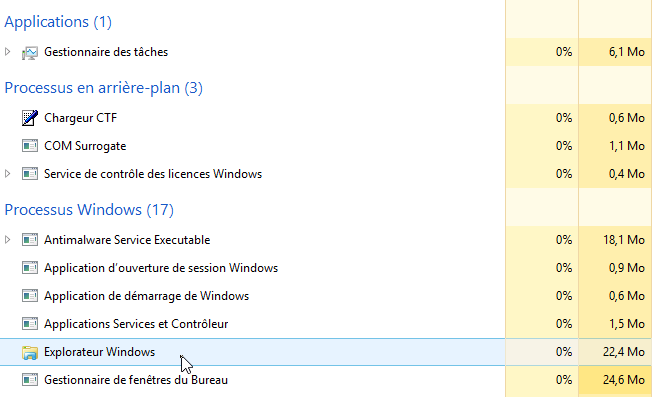 Applications (1)
Gestionnaire des tâches 0% 6,1 Mo
Processus en arrière-plan (3)
Chargeur CTF 0% 0,6 Mo
COM Surrogate 0% 1,1 Mo
Service de contrôle des licences Windows 0% 0,4 Mo
Processus Windows (17)
Antimalware Service Executable 0% 18,1 Mo
Application d'ouverture de session Windows 0% 0,9 Mo
Application de démarrage de Windows 0% 0,6 Mo
Applications Services et Contrôleur 0% 1,5 Mo
Explorateur Windows 0% 22,4 Mo
Gestionnaire de fenêtres du Bureau 0% 24,6 Mo